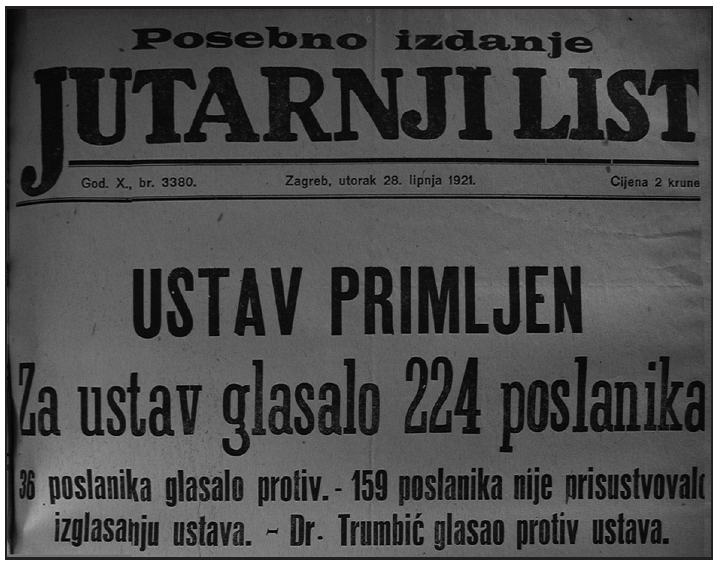 Posebno izdanje
JUTARNJI LIST
God. X., br. 3380. Zagreb, utorak 28. lipnja 1921. Cijena 2 krune
USTAV PRIMLJEN
Za ustav glasalo 224 poslanika
36 poslanika glasalo protiv. - 159 poslanika nije prisustvovalo
izglasanju ustava. - Dr. Trumbić glasao protiv ustava.